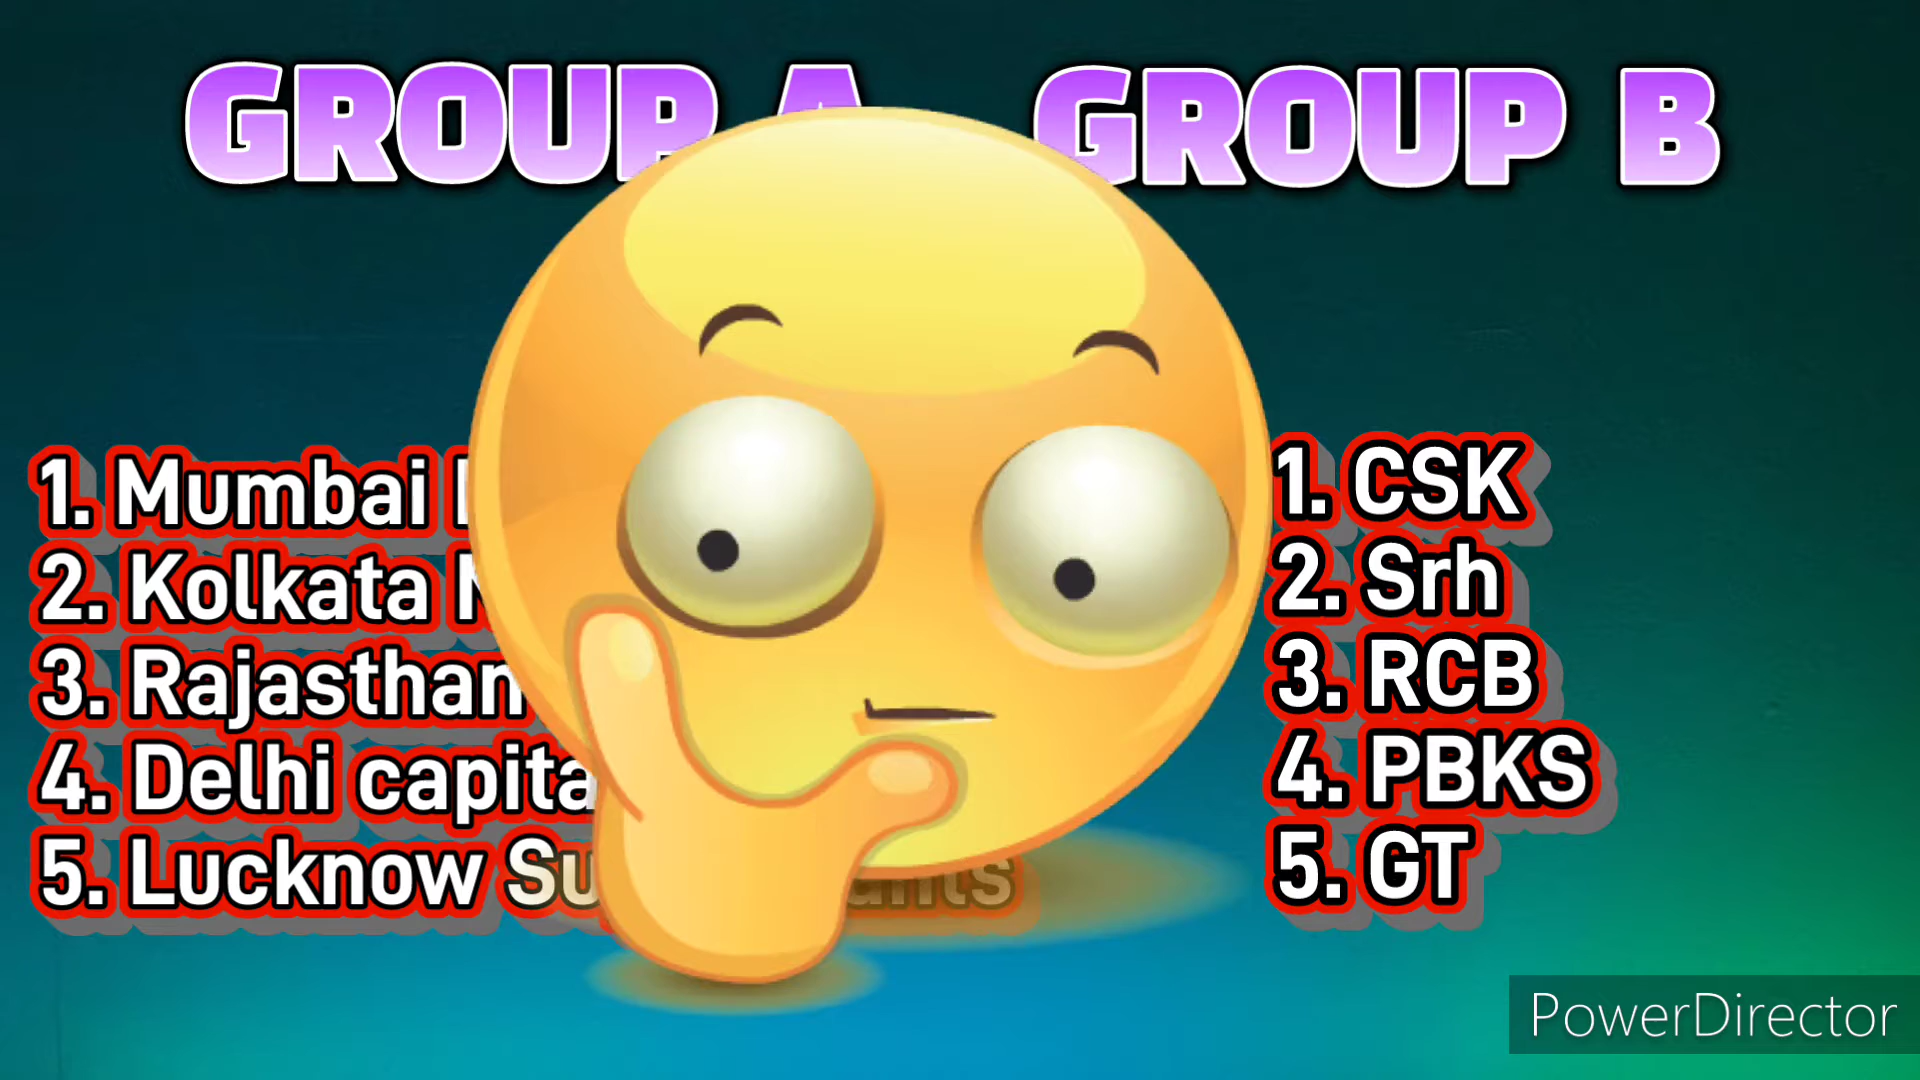 GROUP A GROUP B
1. Mumbai
2. Kolkata
3. Rajasthan
4. Delhi capita
5. Lucknow Su ants
1. CSK
2. Srh
3. RCB
4. PBKS
5. GT
PowerDirector